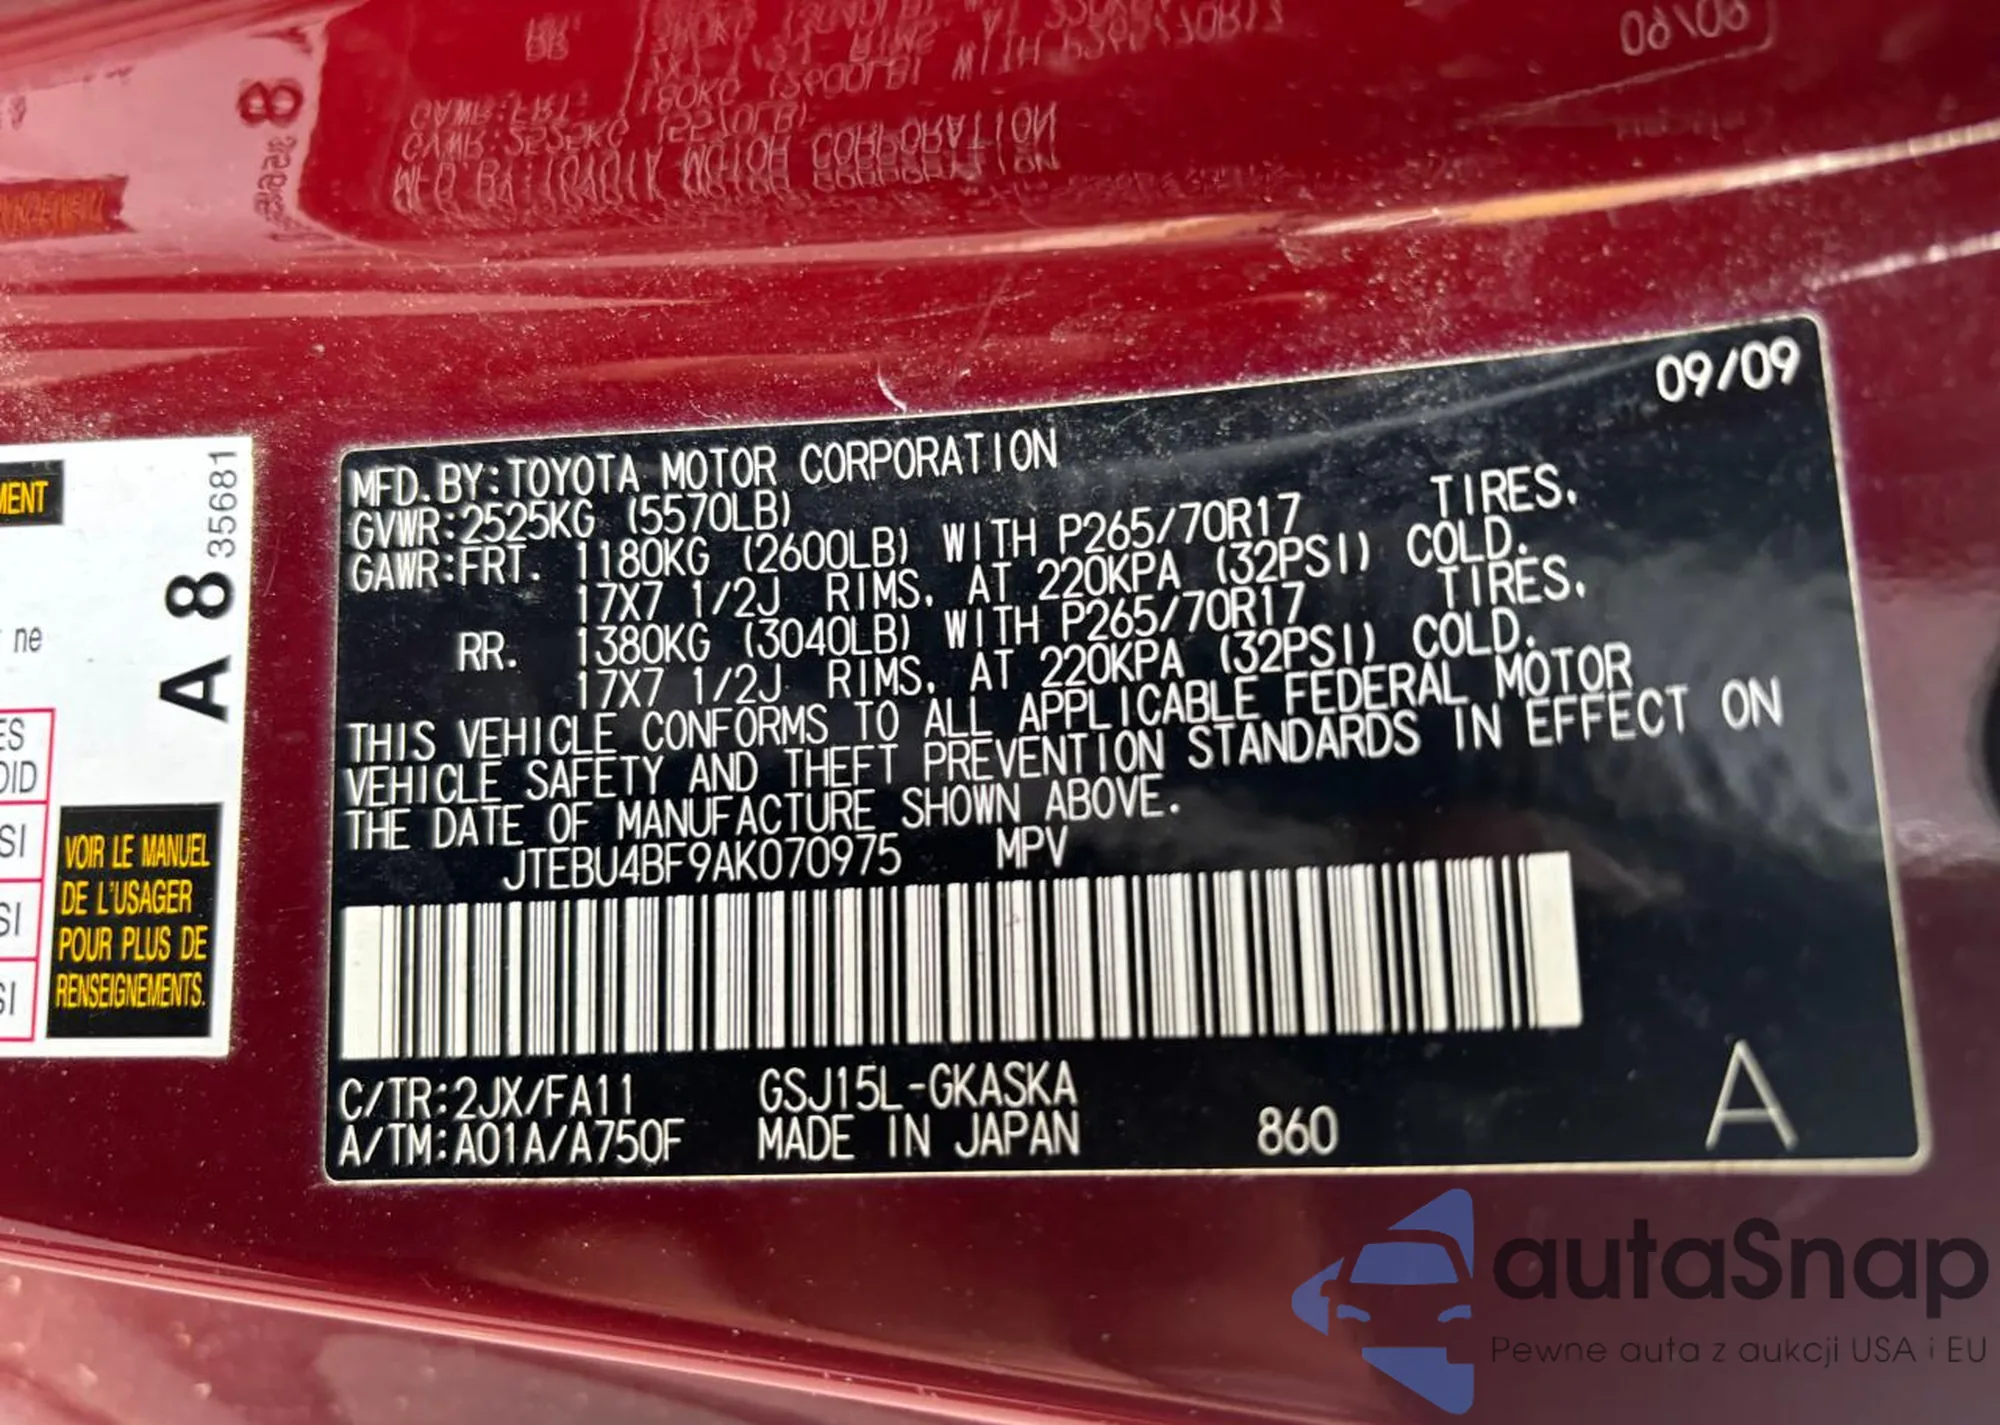 09/09
MFD.BY:TOYOTA MOTOR CORPORATION
GVWR:2525KG (5570LB)
GAWR:FRT. 1180KG (2600LB) WITH P265/70R17 TIRES.
17X7 1/2J RIMS. AT 220KPA (32PSI) COLD.
RR. 1380KG (3040LB) WITH P265/70R17 TIRES.
17X7 1/2J RIMS. AT 220KPA (32PSI) COLD.
THIS VEHICLE CONFORMS TO ALL APPLICABLE FEDERAL MOTOR
VEHICLE SAFETY AND THEFT PREVENTION STANDARDS IN EFFECT ON
THE DATE OF MANUFACTURE SHOWN ABOVE.
JTEBU4BF9AK070975 MPV
C/TR:2JX/FA11 GSJ15L-GKASKA
A/TM:A01A/A750F MADE IN JAPAN 860
A
A8 35681
ne
VOIR LE MANUEL
DE L'USAGER
POUR PLUS DE
RENSEIGNEMENTS.
autaSnap
Pewne auta z aukcji USA i EU